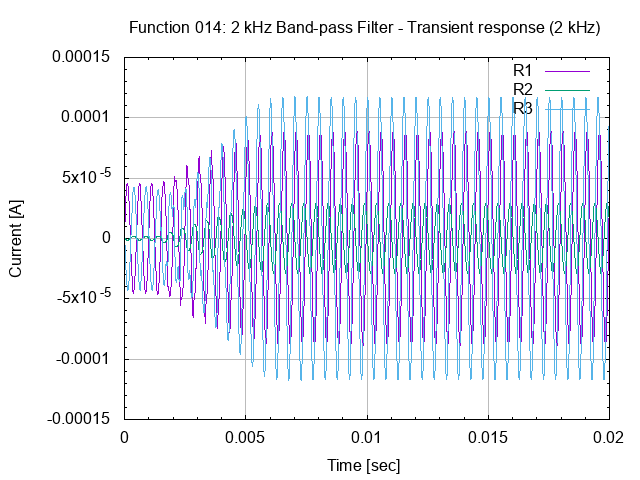 Function 014: 2 kHz Band-pass Filter - Transient response (2 kHz)
R1
R2
R3
0.00015
0.0001
5x10-5
0
-5x10-5
-0.0001
-0.00015
Current [A]
0 0.005 0.01 0.015 0.02
Time [sec]